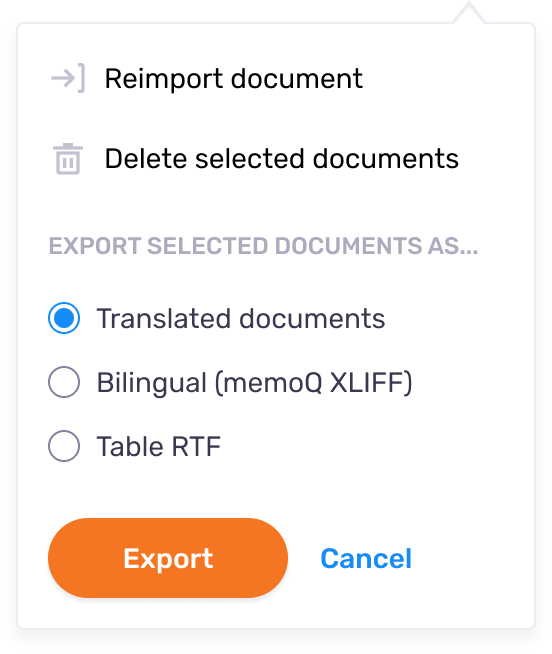 Reimport document
Delete selected documents
EXPORT SELECTED DOCUMENTS AS...
Translated documents
Bilingual (memoQ XLIFF)
Table RTF
Export Cancel